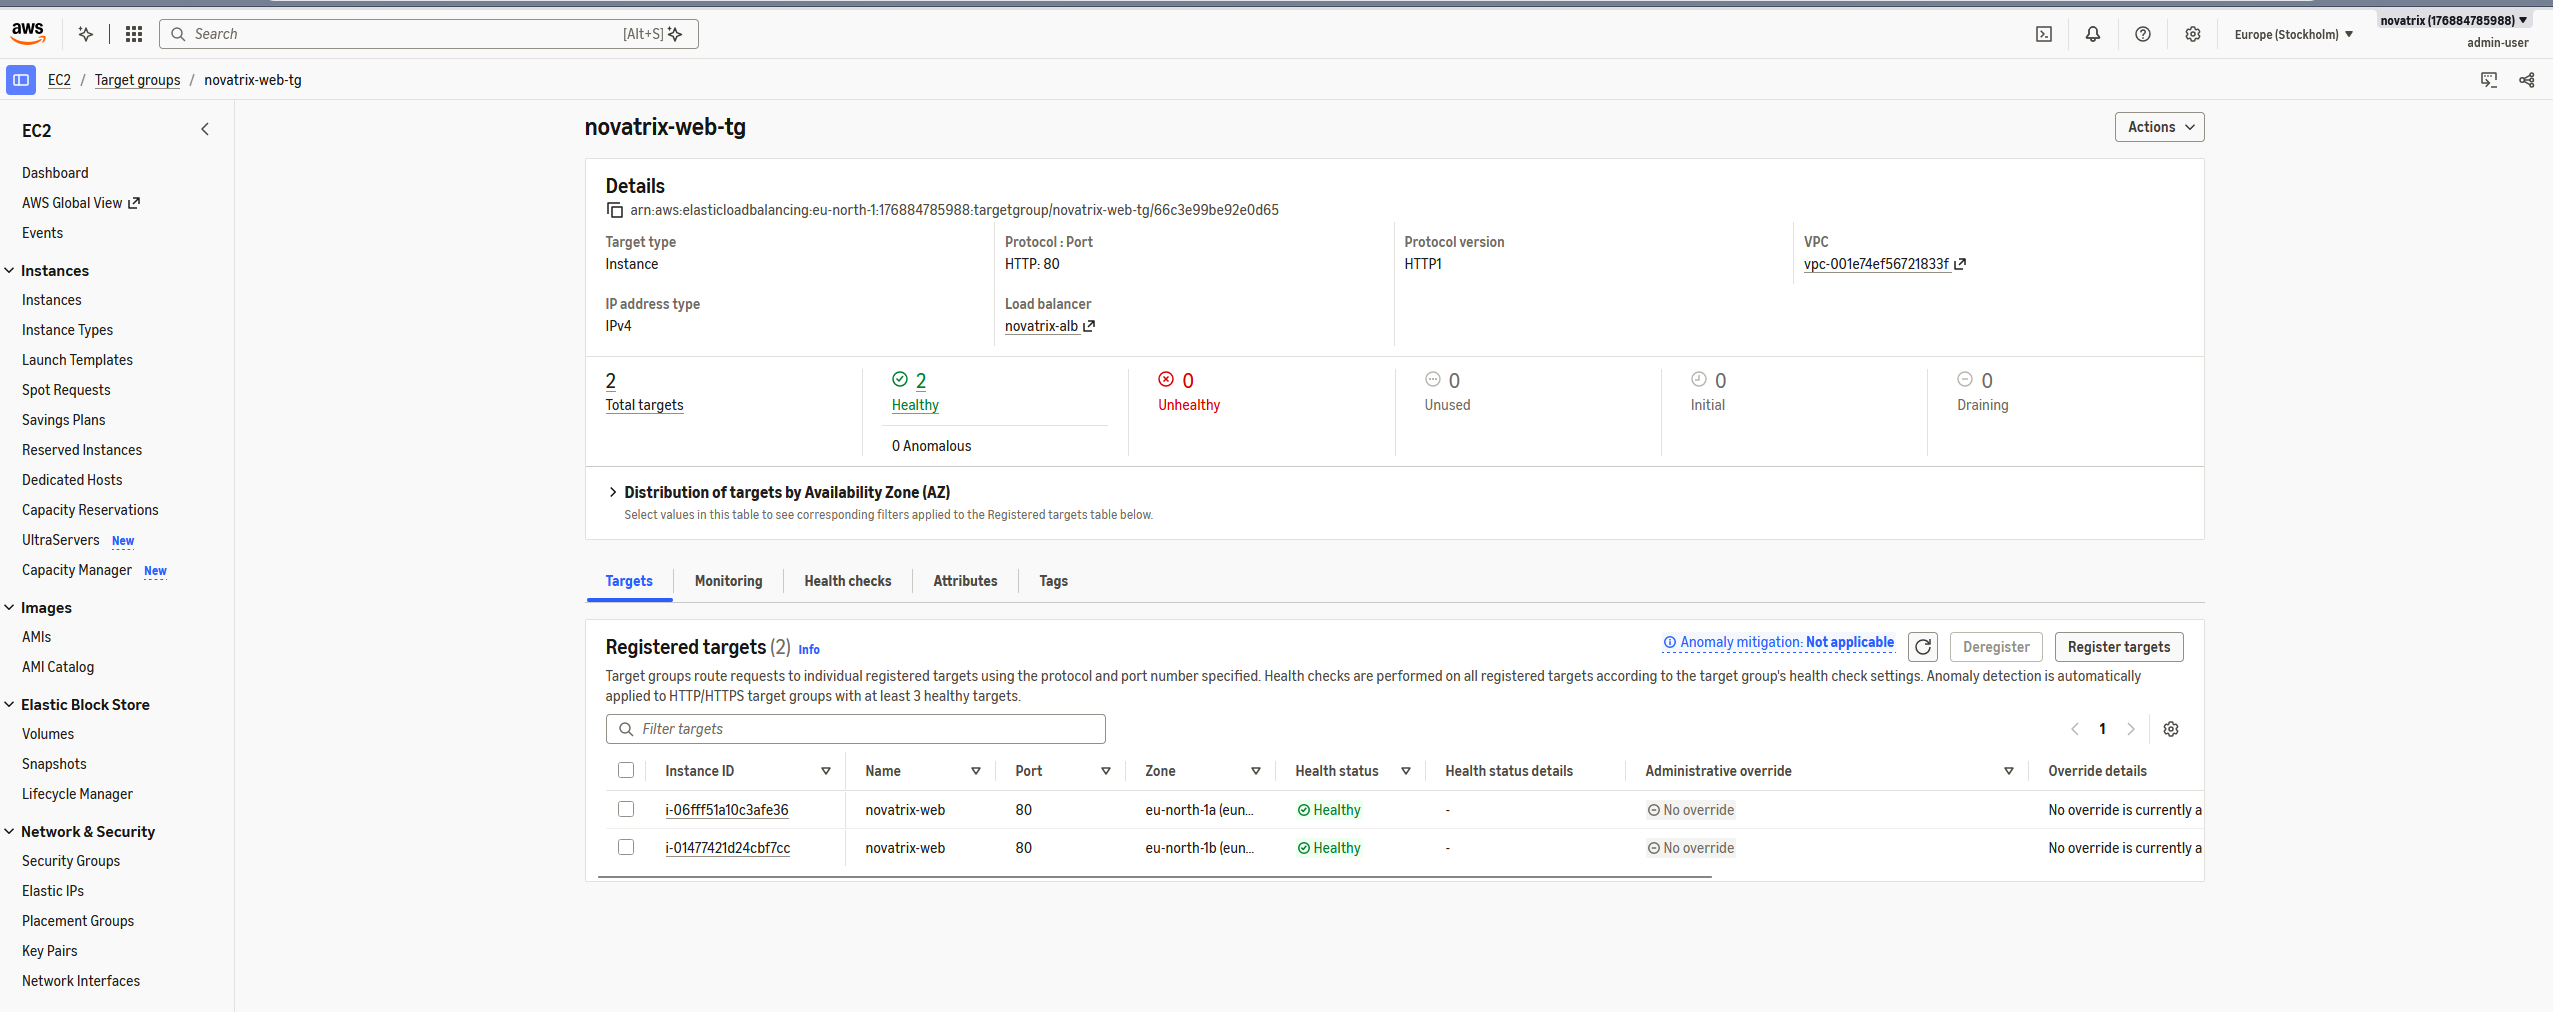 aws
Search [Alt+S]
Europe (Stockholm)
novatrix (176884785988)
admin-user
EC2 / Target groups / novatrix-web-tg
EC2
Dashboard
AWS Global View
Events
Instances
Instances
Instance Types
Launch Templates
Spot Requests
Savings Plans
Reserved Instances
Dedicated Hosts
Capacity Reservations
UltraServers New
Capacity Manager New
Images
AMIs
AMI Catalog
Elastic Block Store
Volumes
Snapshots
Lifecycle Manager
Network & Security
Security Groups
Elastic IPs
Placement Groups
Key Pairs
Network Interfaces
novatrix-web-tg
Actions
Details
arn:aws:elasticloadbalancing:eu-north-1:176884785988:targetgroup/novatrix-web-tg/66c3e99be92e0d65
Target type
Instance
Protocol : Port
HTTP: 80
Protocol version
HTTP1
VPC
vpc-001e74ef56721833f
IP address type
IPv4
Load balancer
novatrix-alb
2
Total targets
2
Healthy
0 Anomalous
0
Unhealthy
0
Unused
0
Initial
0
Draining
Distribution of targets by Availability Zone (AZ)
Select values in this table to see corresponding filters applied to the Registered targets table below.
Targets Monitoring Health checks Attributes Tags
Registered targets (2) Info
Anomaly mitigation: Not applicable
Deregister
Register targets
Target groups route requests to individual registered targets using the protocol and port number specified. Health checks are performed on all registered targets according to the target group's health check settings. Anomaly detection is automatically
applied to HTTP/HTTPS target groups with at least 3 healthy targets.
Filter targets
1
Instance ID Name Port Zone Health status Health status details Administrative override Override details
i-06fff51a10c3afe36 novatrix-web 80 eu-north-1a (eun... Healthy - No override No override is currently a
i-01477421d24cbf7cc novatrix-web 80 eu-north-1b (eun... Healthy - No override No override is currently a